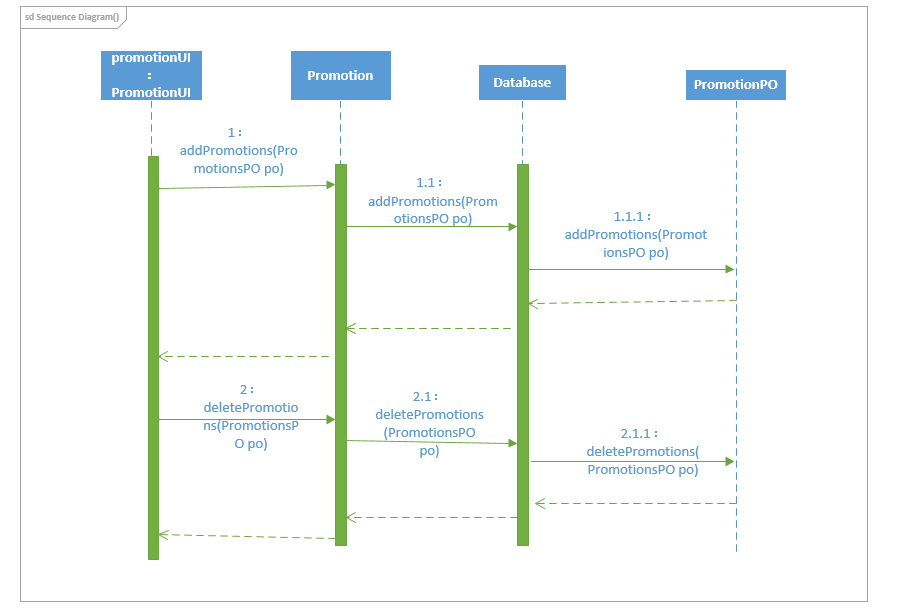 sd Sequence Diagram()
promotionUI
:
PromotionUI
Promotion
Database
PromotionPO
1：
addPromotions(Pro
motionsPO po)
1.1：
addPromotions(Prom
otionsPO po)
1.1.1：
addPromotions(Promot
ionsPO po)
2：
deletePromotio
ns(PromotionsP
O po)
2.1：
deletePromotions
(PromotionsPO
po)
2.1.1：
deletePromotions(
PromotionsPO po)